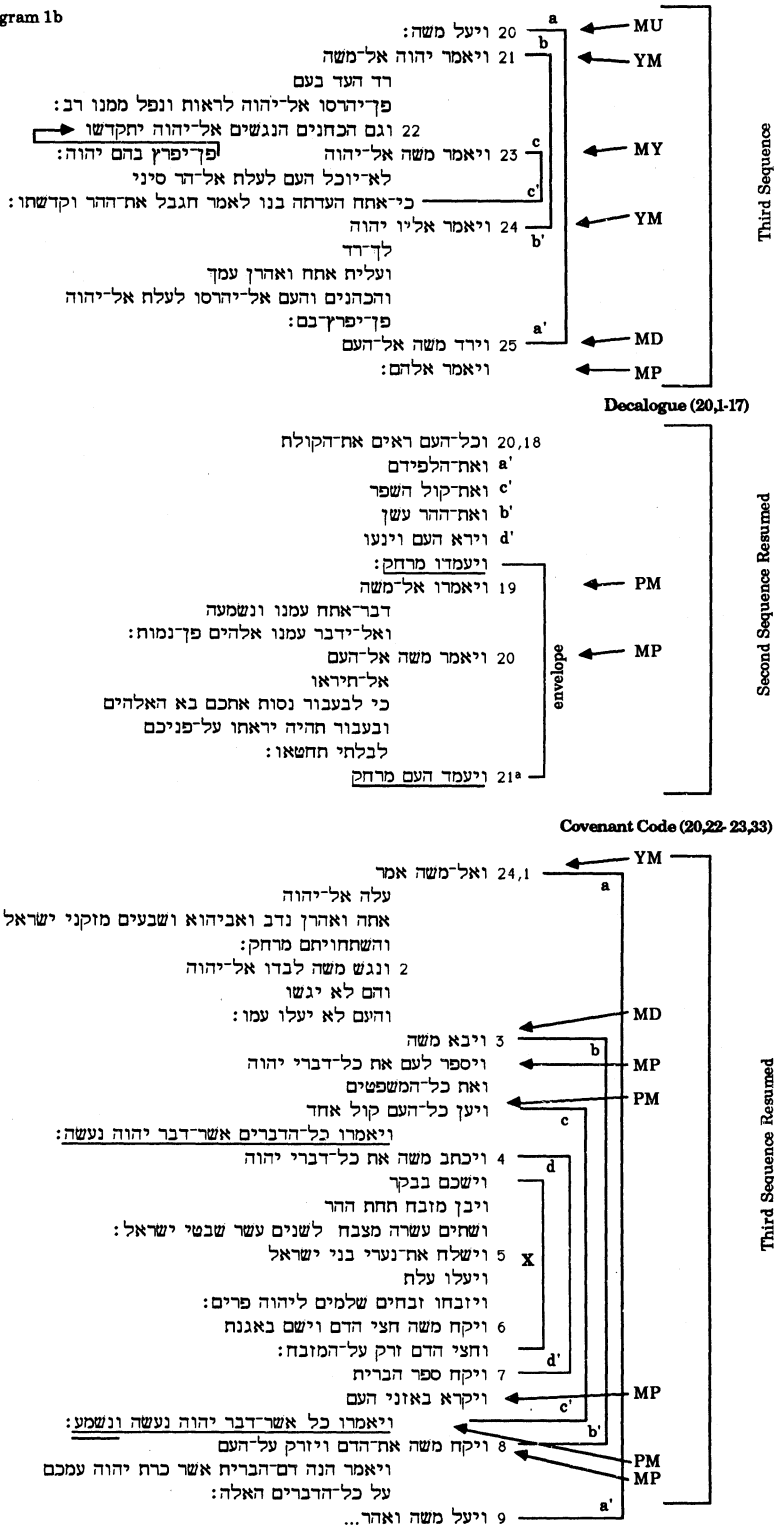 gram 1b
20 ויעל משה: a MU
21 ויאמר יהוה אל־משה b YM
רד העד בעם
פן־יהרסו אל־יהוה לראות ונפל ממנו רב:
22 וגם הכהנים הנגשים אל־יהוה יתקדשו
פן־יפרץ בהם יהוה:
23 ויאמר משה אל־יהוה c MY
לא־יוכל העם לעלת אל־הר סיני
כי־אתה העדתה בנו לאמר הגבל את־ההר וקדשתו: c'
24 ויאמר אליו יהוה b' YM
לך־רד
ועלית אתה ואהרן עמך
והכהנים והעם אל־יהרסו לעלת אל־יהוה
פן־יפרץ־בם:
25 וירד משה אל־העם a' MD
ויאמר אלהם: MP
Third Sequence
Decalogue (20,1-17)
20,18 וכל־העם ראים את־הקולת
a' ואת־הלפידם
c' ואת־קול השפר
b' ואת־ההר עשן
d' וירא העם וינעו
ויעמדו מרחק:
19 ויאמרו אל־משה PM
דבר־אתה עמנו ונשמעה
ואל־ידבר עמנו אלהים פן־נמות:
20 ויאמר משה אל־העם MP
אל־תיראו
כי לבעבור נסות אתכם בא האלהים
ובעבור תהיה יראתו על־פניכם
לבלתי תחטאו:
21a ויעמד העם מרחק
envelope
Second Sequence Resumed
Covenant Code (20,22- 23,33)
24,1 ואל־משה אמר a YM
עלה אל־יהוה
אתה ואהרן נדב ואביהוא ושבעים מזקני ישראל
והשתחויתם מרחק:
2 ונגש משה לבדו אל־יהוה
והם לא יגשו
והעם לא יעלו עמו:
3 ויבא משה b MD
ויספר לעם את כל־דברי יהוה MP
ואת כל־המשפטים
ויען כל־העם קול אחד c PM
ויאמרו כל־הדברים אשר־דבר יהוה נעשה:
4 ויכתב משה את כל־דברי יהוה d
וישכם בבקר
ויבן מזבח תחת ההר
ושתים עשרה מצבה לשנים עשר שבטי ישראל:
5 וישלח את־נערי בני ישראל X
ויעלו עלת
ויזבחו זבחים שלמים ליהוה פרים:
6 ויקח משה חצי הדם וישם באגנת
וחצי הדם זרק על־המזבח:
7 ויקח ספר הברית d'
ויקרא באזני העם MP
ויאמרו כל אשר־דבר יהוה נעשה ונשמע: c' PM
8 ויקח משה את־הדם ויזרק על־העם b' MP
ויאמר הנה דם־הברית אשר כרת יהוה עמכם
על כל־הדברים האלה:
9 ויעל משה ואהר... a'
Third Sequence Resumed